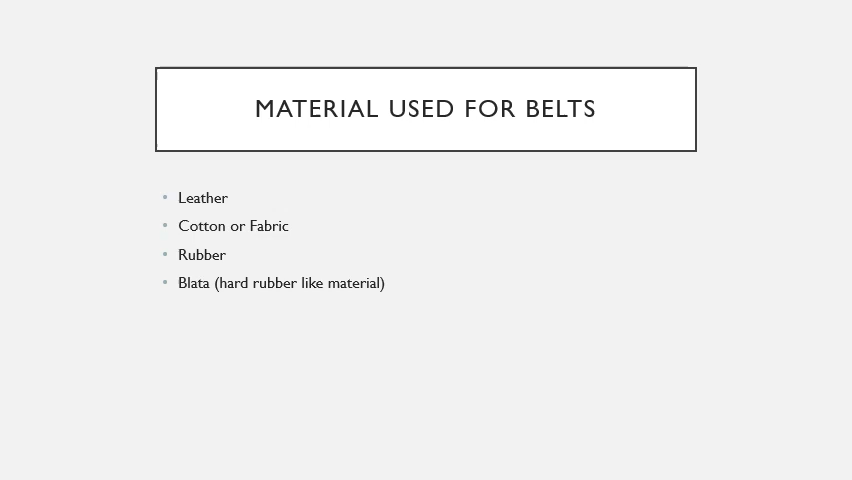 MATERIAL USED FOR BELTS
• Leather
• Cotton or Fabric
• Rubber
• Blata (hard rubber like material)